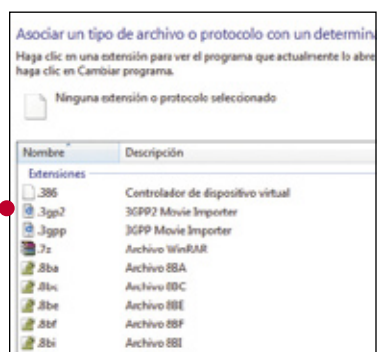 Asociar un tipo de archivo o protocolo con un determin
Haga clic en una extensión para ver el programa que actualmente lo abre
haga clic en Cambiar programa.
Ninguna extensión o protocolo seleccionado
Nombre Descripción
Extensiones
.386 Controlador de dispositivo virtual
.3gp2 3GPP2 Movie Importer
.3gpp 3GPP Movie Importer
.7z Archivo WinRAR
.8ba Archivo 8BA
.8bc Archivo 8BC
.8be Archivo 8BE
.8bf Archivo 8BF
.8bi Archivo 8BI